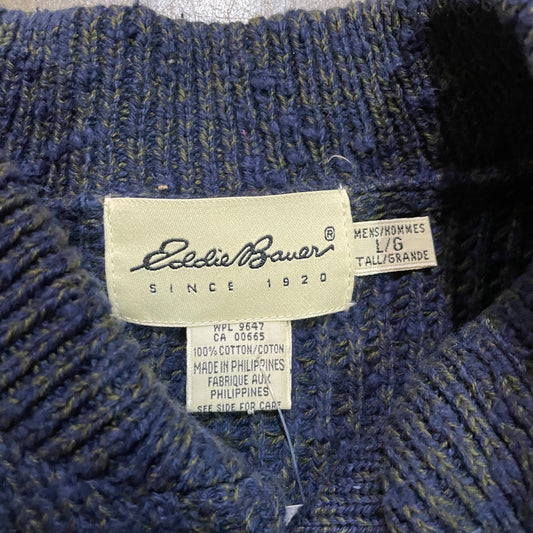 Eddie Bauer®
SINCE 1920
MENS/HOMMES
L/G
TALL/GRANDE
WPL 9647
CA 00665
100% COTTON/COTON
MADE IN PHILIPPINES
FABRIQUE AUX
PHILIPPINES
SEE SIDE FOR CARE